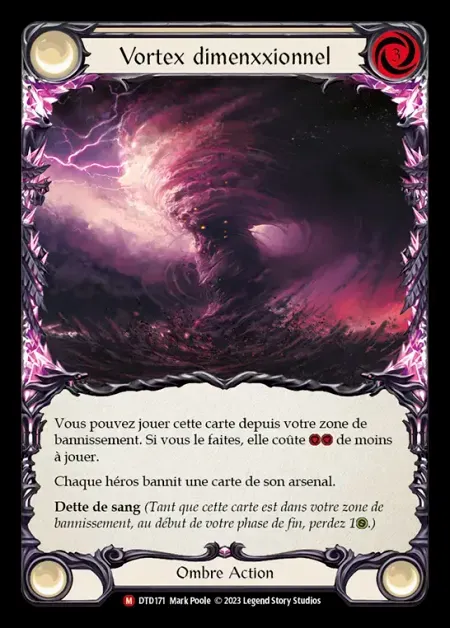 Vortex dimenxxionnel
3
Vous pouvez jouer cette carte depuis votre zone de
bannissement. Si vous le faites, elle coûte de moins
à jouer.
Chaque héros bannit une carte de son arsenal.
Dette de sang (Tant que cette carte est dans votre zone de
bannissement, au début de votre phase de fin, perdez 1.)
Ombre Action
M DTD171 Mark Poole © 2023 Legend Story Studios